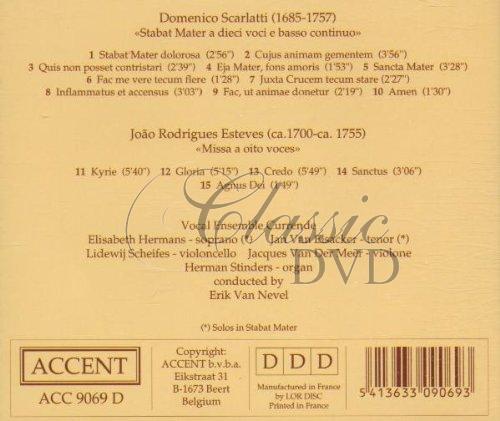 Domenico Scarlatti (1685-1757)
«Stabat Mater a dieci voci e basso continuo»
1 Stabat Mater dolorosa (2'56") 2 Cujus animam gementem (3'56")
3 Quis non posset contristari (2'39") 4 Eja Mater, fons amoris (1'53") 5 Sancta Mater (3'28")
6 Fac me vere tecum flere (1'28") 7 Juxta Crucem tecum stare (2'27")
8 Inflammatus et accensus (3'03") 9 Fac, ut animae donetur (2'19") 10 Amen (1'30")
João Rodrigues Esteves (ca.1700-ca. 1755)
«Missa a oito voces»
11 Kyrie (5'40") 12 Gloria (5'15") 13 Credo (5'49") 14 Sanctus (3'06")
15 Agnus Dei (1'49")
Classic
DVD
Vocal Ensemble Currende
Elisabeth Hermans - soprano (*) Jan Van Elsacker - tenor (*)
Lidewij Scheifes - violoncello Jacques Van Der Meer - violone
Herman Stinders - organ
conducted by
Erik Van Nevel
(*) Solos in Stabat Mater
ACCENT
ACC 9069 D
Copyright:
ACCENT b.v.b.a.
Eikstraat 31
B-1673 Beert
Belgium
D D D
Manufactured in France
by LOR DISC
Printed in France
5 413633 090693